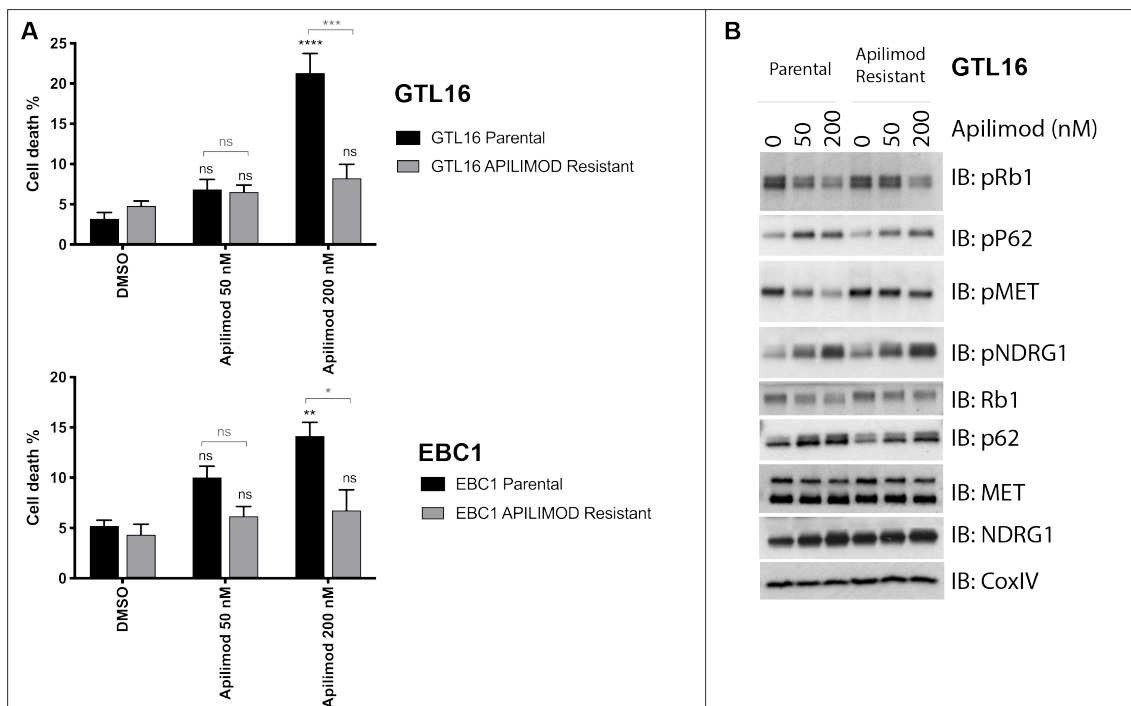 A
Cell death %
25
20
15
10
5
0
***
****
ns
ns
ns
ns
DMSO
Apilimod 50 nM
Apilimod 200 nM
GTL16
GTL16 Parental
GTL16 APILIMOD Resistant
Cell death %
20
15
10
5
0
*
**
ns
ns
ns
ns
DMSO
Apilimod 50 nM
Apilimod 200 nM
EBC1
EBC1 Parental
EBC1 APILIMOD Resistant
B
Parental
Apilimod
Resistant
GTL16
0 50 200 0 50 200
Apilimod (nM)
IB: pRb1
IB: pP62
IB: pMET
IB: pNDRG1
IB: Rb1
IB: p62
IB: MET
IB: NDRG1
IB: CoxIV